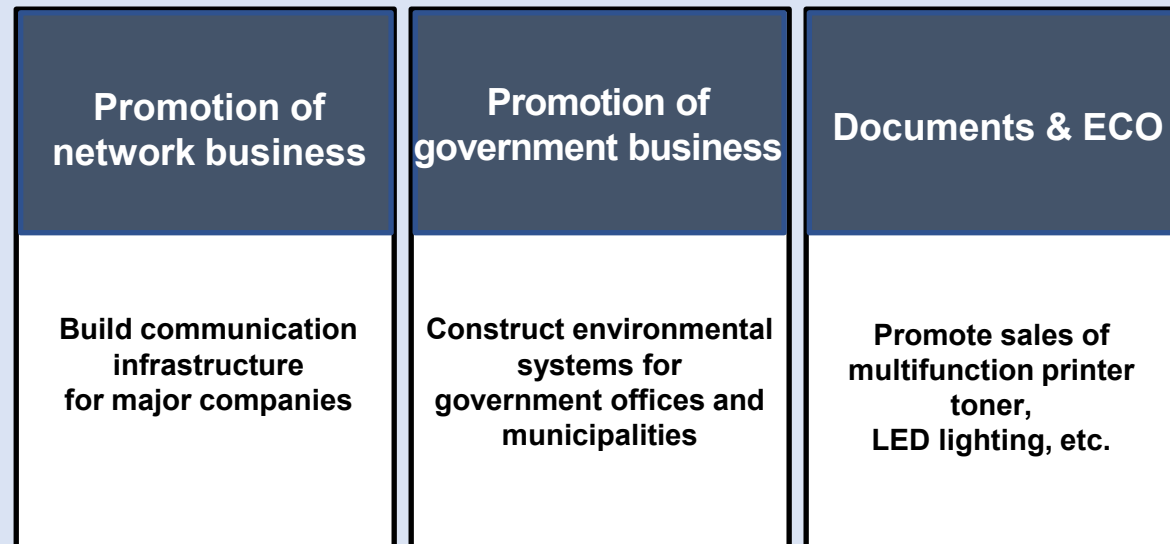 Promotion of
network business
Build communication
infrastructure
for major companies
Promotion of
government business
Construct environmental
systems for
government offices and
municipalities
Documents & ECO
Promote sales of
multifunction printer
toner,
LED lighting, etc.